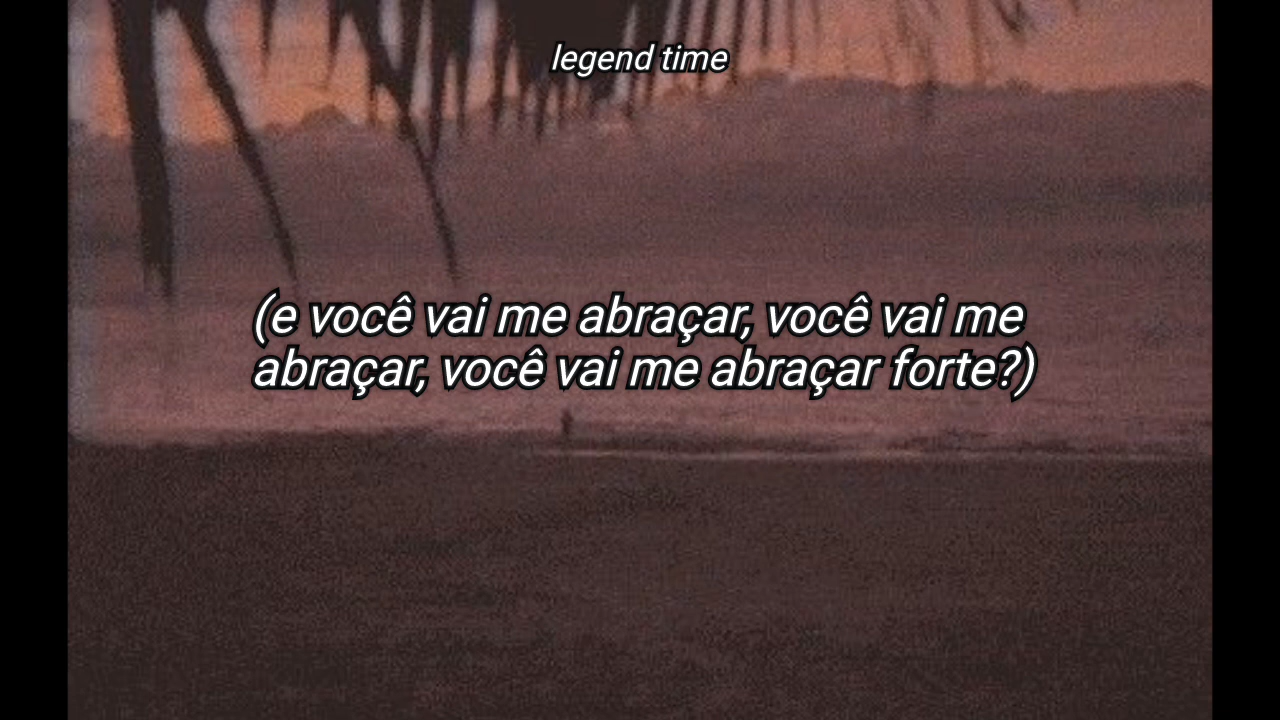 legend time
(e você vai me abraçar, você vai me
abraçar, você vai me abraçar forte?)